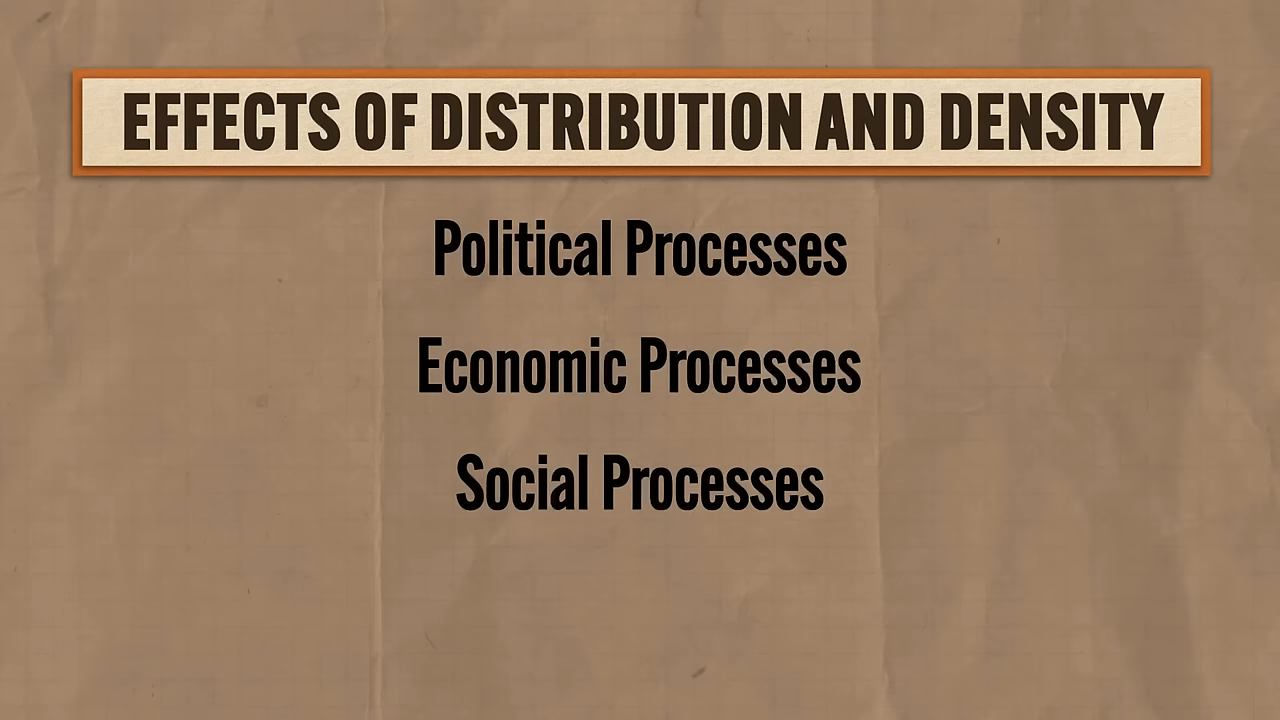 EFFECTS OF DISTRIBUTION AND DENSITY
Political Processes
Economic Processes
Social Processes